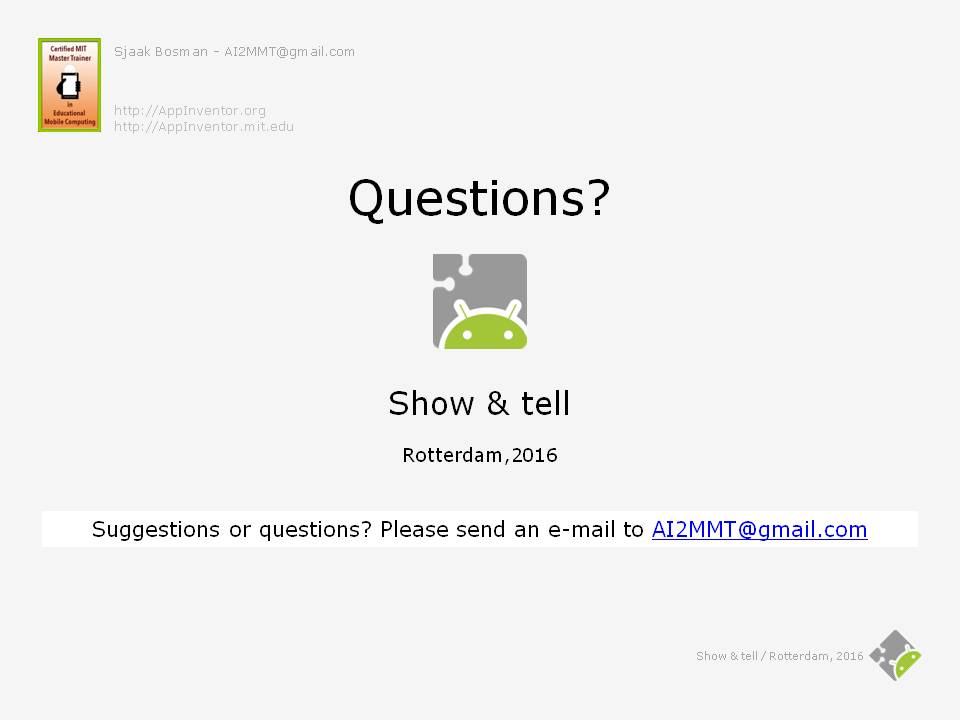 Certified MIT
Master Trainer
in
Educational
Mobile Computing
Sjaak Bosman - AI2MMT@gmail.com
http://AppInventor.org
http://AppInventor.mit.edu
Questions?
Show & tell
Rotterdam,2016
Suggestions or questions? Please send an e-mail to AI2MMT@gmail.com
Show & tell / Rotterdam, 2016